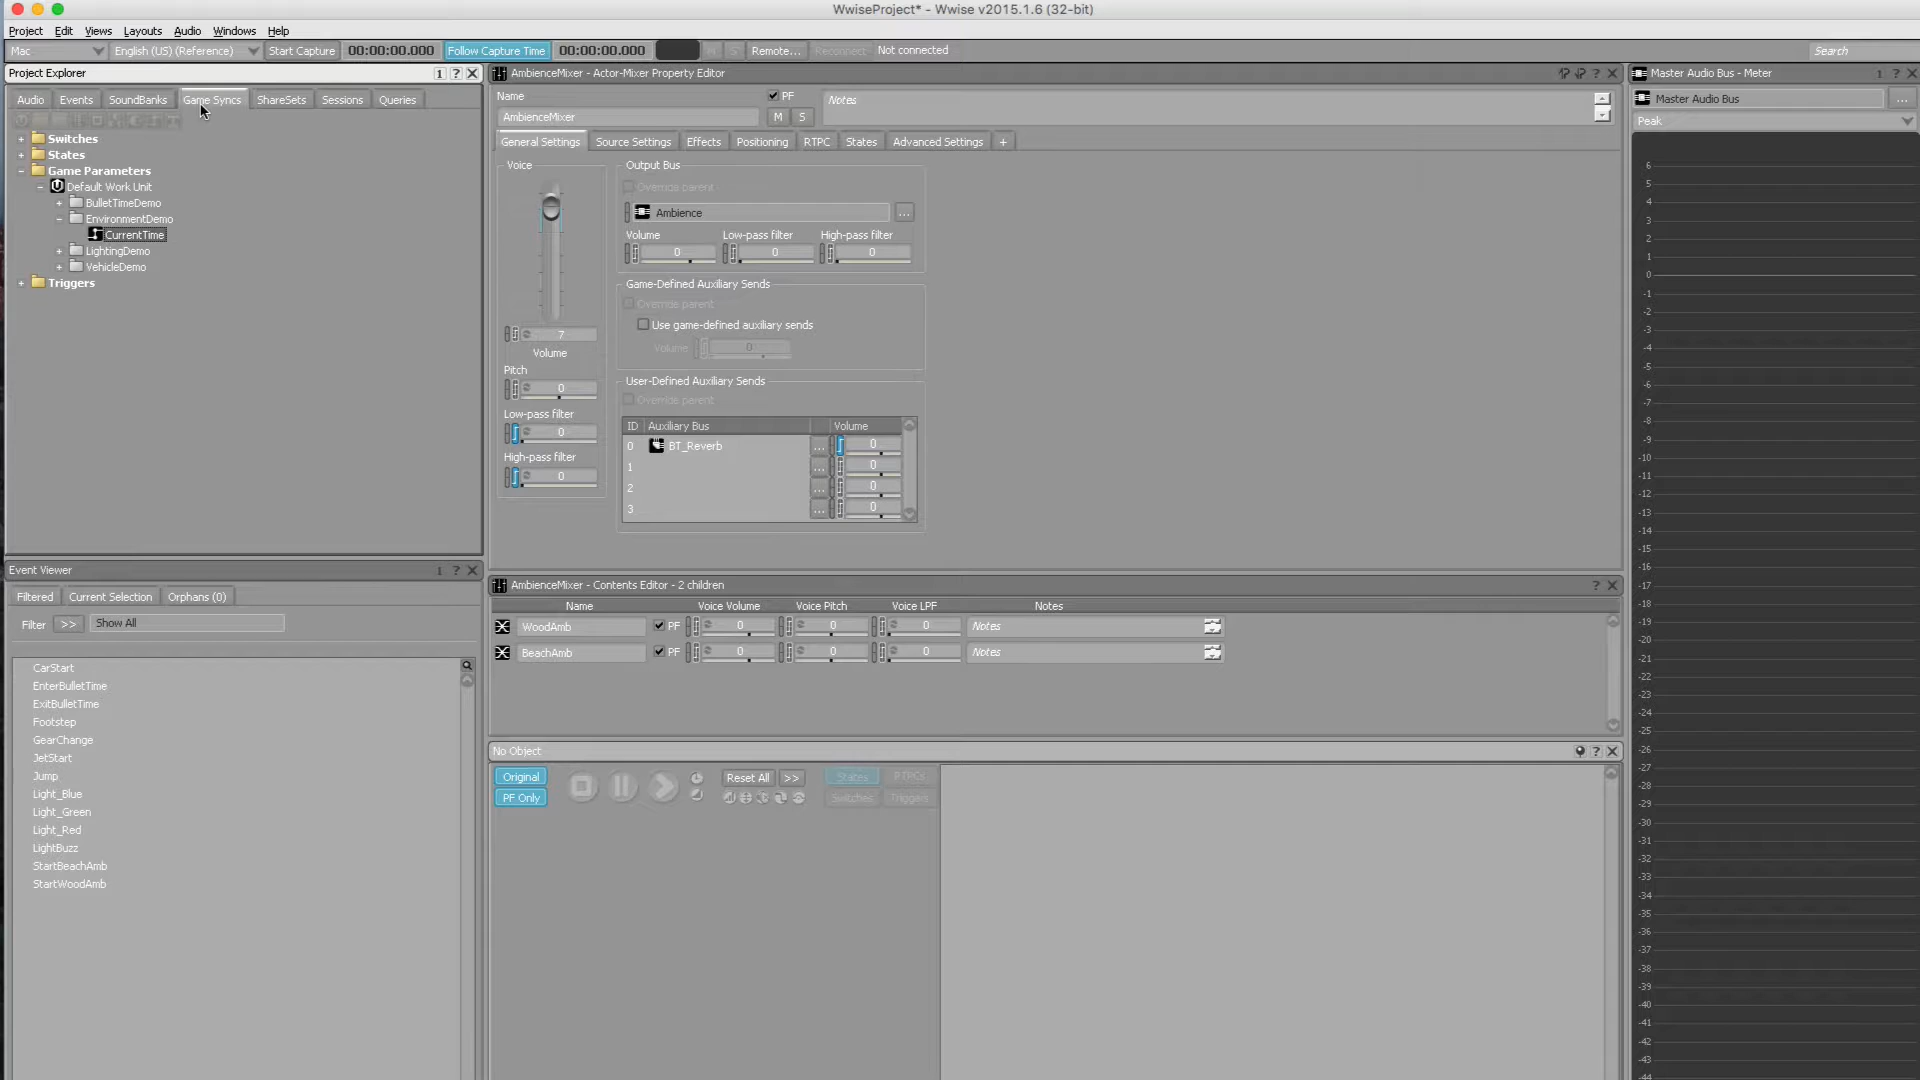 WwiseProject* - Wwise v2015.1.6 (32-bit)
Project Edit Views Layouts Audio Windows Help
Mac English (US) (Reference) Start Capture 00:00:00.000 Follow Capture Time 00:00:00.000 M S Remote... Reconnect Not connected Search
Project Explorer
Audio Events SoundBanks Game Syncs ShareSets Sessions Queries
Switches
States
Game Parameters
Default Work Unit
BulletTimeDemo
EnvironmentDemo
CurrentTime
LightingDemo
VehicleDemo
Triggers
AmbienceMixer - Actor-Mixer Property Editor
Name PF Notes
AmbienceMixer M S
General Settings Source Settings Effects Positioning RTPC States Advanced Settings +
Voice
7
Volume
Pitch
0
Low-pass filter
0
High-pass filter
0
Output Bus
Override parent
Ambience ...
Volume Low-pass filter High-pass filter
0 0 0
Game-Defined Auxiliary Sends
Override parent
Use game-defined auxiliary sends
Volume 0
User-Defined Auxiliary Sends
Override parent
ID Auxiliary Bus Volume
0 BT_Reverb ... 0
1 ... 0
2 ... 0
3 ... 0
Master Audio Bus - Meter
Master Audio Bus ...
Peak
6
5
4
3
2
1
0
-1
-2
-3
-4
-5
-6
-7
-8
-9
-10
-11
-12
-13
-14
-15
-16
-17
-18
-19
-20
-21
-22
-23
-24
-25
-26
-27
-28
-29
-30
-31
-32
-33
-34
-35
-36
-37
-38
-39
-40
-41
-42
-43
-44
Event Viewer
Filtered Current Selection Orphans (0)
Filter >> Show All
CarStart
EnterBulletTime
ExitBulletTime
Footstep
GearChange
JetStart
Jump
Light_Blue
Light_Green
Light_Red
LightBuzz
StartBeachAmb
StartWoodAmb
AmbienceMixer - Contents Editor - 2 children
Name Voice Volume Voice Pitch Voice LPF Notes
WoodAmb PF 0 0 0 Notes
BeachAmb PF 0 0 0 Notes
No Object
Original Reset All >> States RTPCs
PF Only Switches Triggers